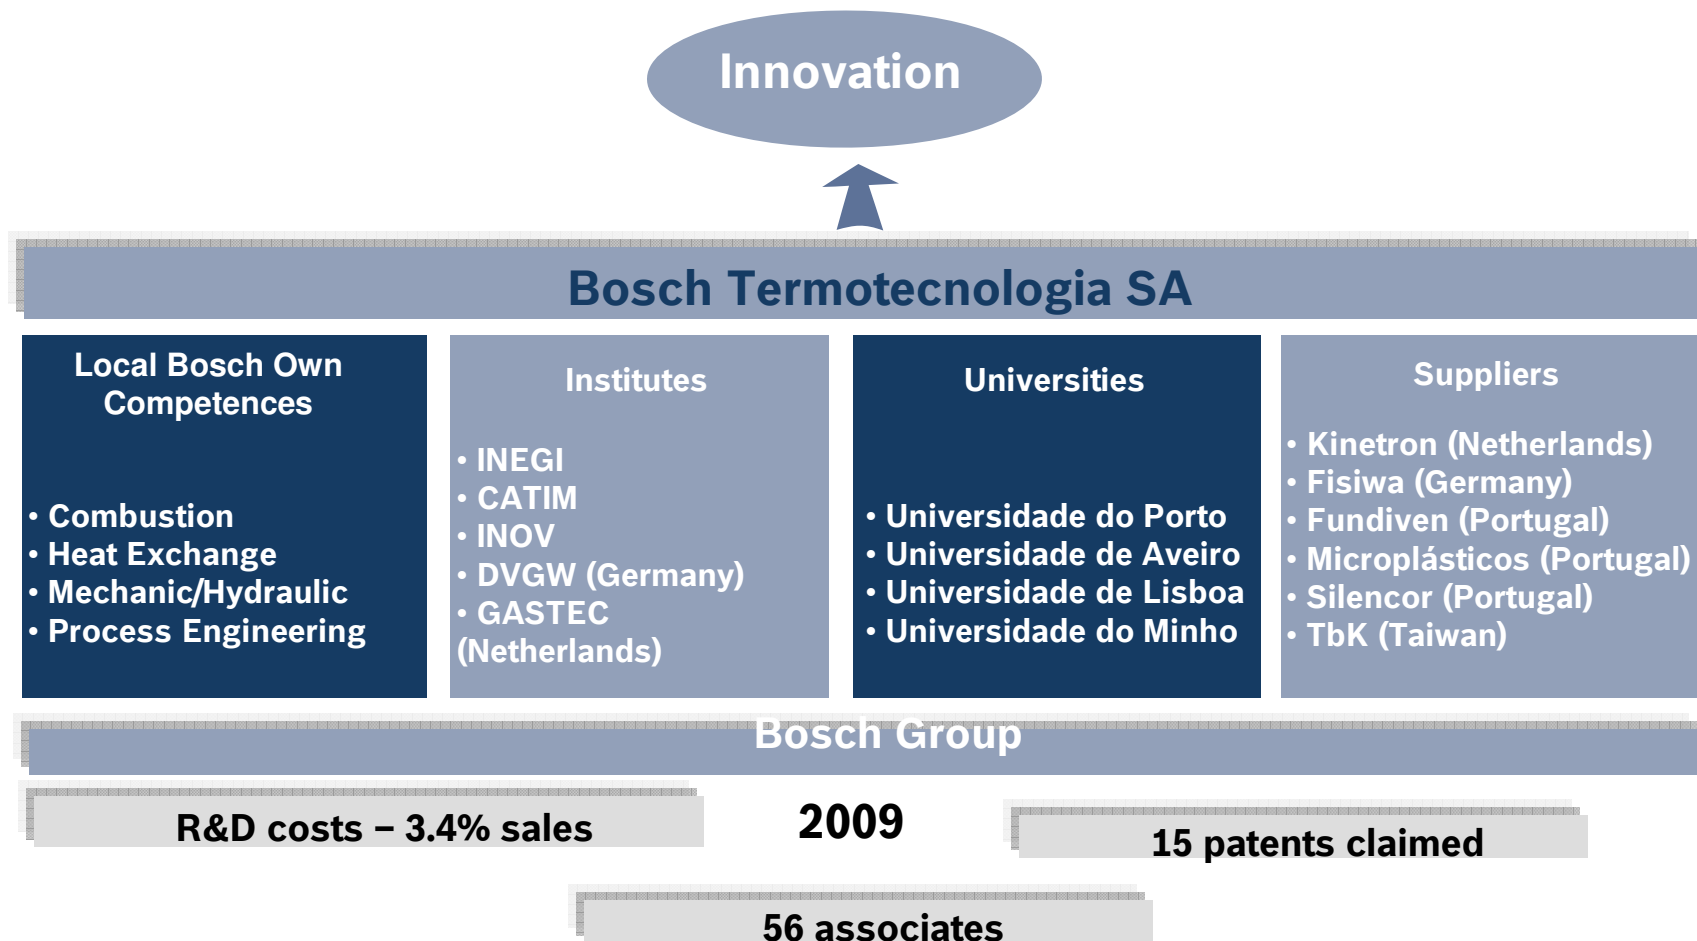 Innovation
Bosch Termotecnologia SA
Local Bosch Own
Competences
• Combustion
• Heat Exchange
• Mechanic/Hydraulic
• Process Engineering
Institutes
• INEGI
• CATIM
• INOV
• DVGW (Germany)
• GASTEC
(Netherlands)
Universities
• Universidade do Porto
• Universidade de Aveiro
• Universidade de Lisboa
• Universidade do Minho
Suppliers
• Kinetron (Netherlands)
• Fisiwa (Germany)
• Fundiven (Portugal)
• Microplásticos (Portugal)
• Silencor (Portugal)
• TbK (Taiwan)
Bosch Group
R&D costs – 3.4% sales
2009
15 patents claimed
56 associates